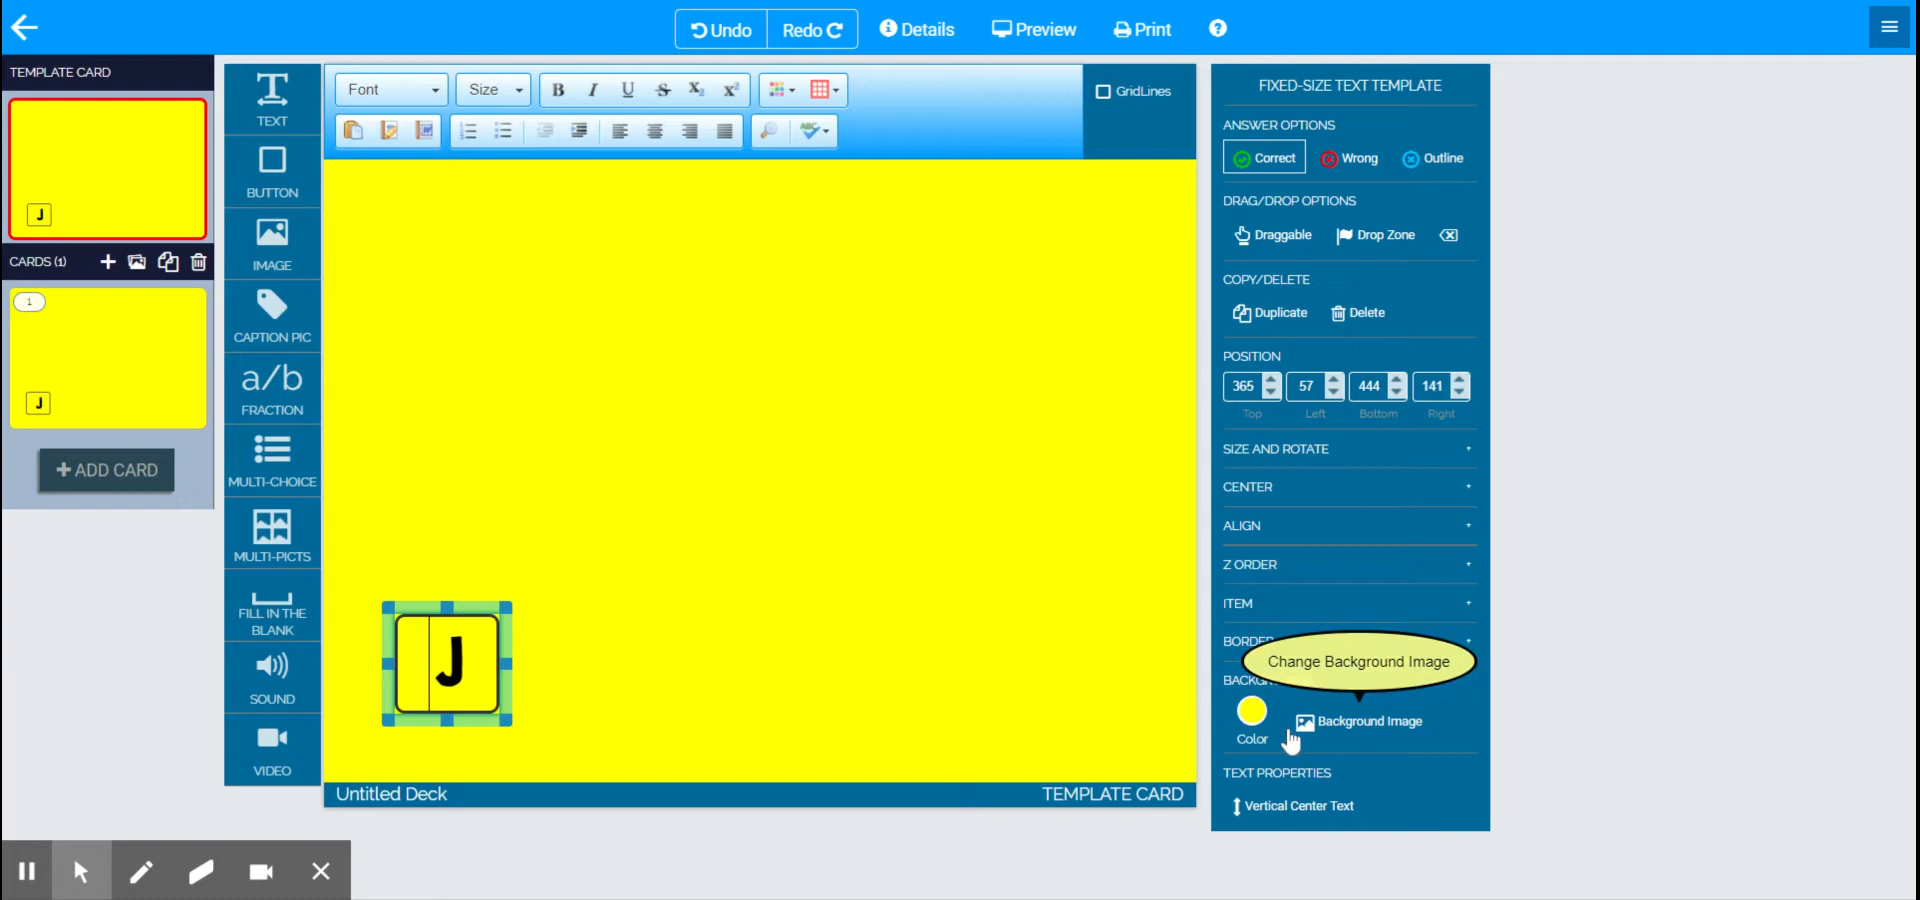 Undo Redo Details Preview Print ?
TEMPLATE CARD
J
CARDS (1)
1
J
+ ADD CARD
TEXT
BUTTON
IMAGE
CAPTION PIC
a/b
FRACTION
MULTI-CHOICE
MULTI-PICTS
FILL IN THE
BLANK
SOUND
VIDEO
Font Size B I U S X₂ x² GridLines
ABC
J
Untitled Deck TEMPLATE CARD
FIXED-SIZE TEXT TEMPLATE
ANSWER OPTIONS
Correct Wrong Outline
DRAG/DROP OPTIONS
Draggable Drop Zone
COPY/DELETE
Duplicate Delete
POSITION
365 57 444 141
Top Left Bottom Right
SIZE AND ROTATE +
CENTER +
ALIGN +
Z ORDER +
ITEM +
BORDER +
Change Background Image
Background Image
Color
TEXT PROPERTIES
Vertical Center Text